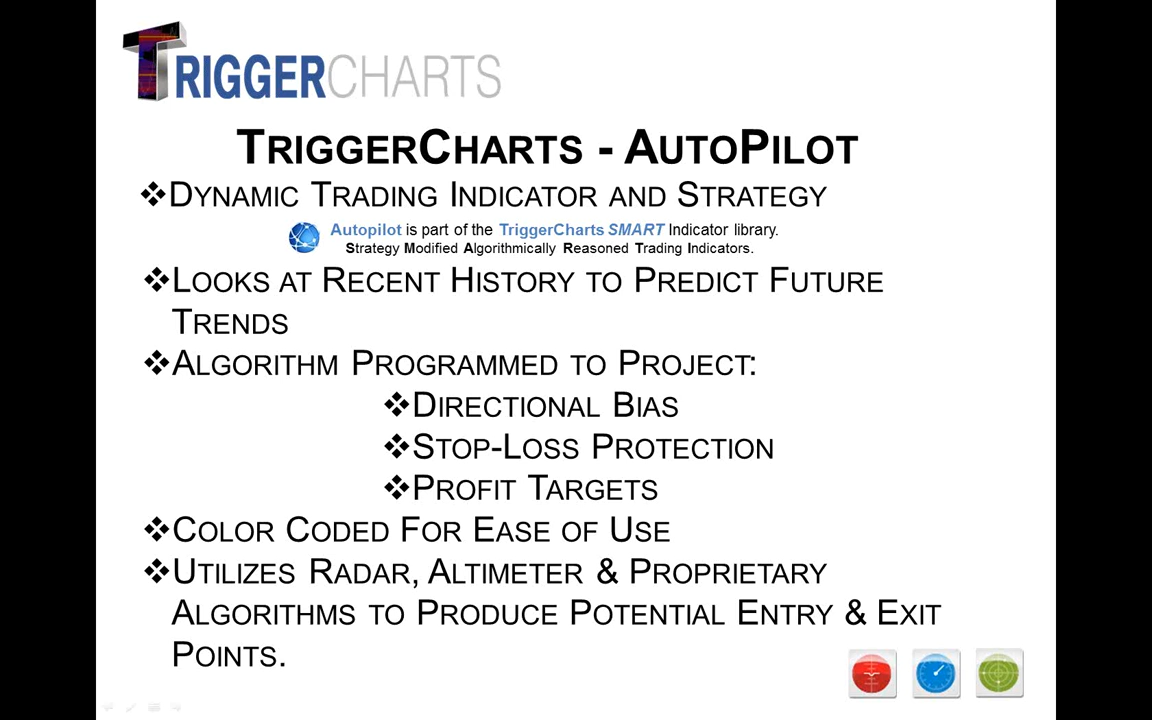 TRIGGERCHARTS
TRIGGERCHARTS - AUTOPILOT
❖DYNAMIC TRADING INDICATOR AND STRATEGY
Autopilot is part of the TriggerCharts SMART Indicator library.
Strategy Modified Algorithmically Reasoned Trading Indicators.
❖LOOKS AT RECENT HISTORY TO PREDICT FUTURE
TRENDS
❖ALGORITHM PROGRAMMED TO PROJECT:
❖DIRECTIONAL BIAS
❖STOP-LOSS PROTECTION
❖PROFIT TARGETS
❖COLOR CODED FOR EASE OF USE
❖UTILIZES RADAR, ALTIMETER & PROPRIETARY
ALGORITHMS TO PRODUCE POTENTIAL ENTRY & EXIT
POINTS.